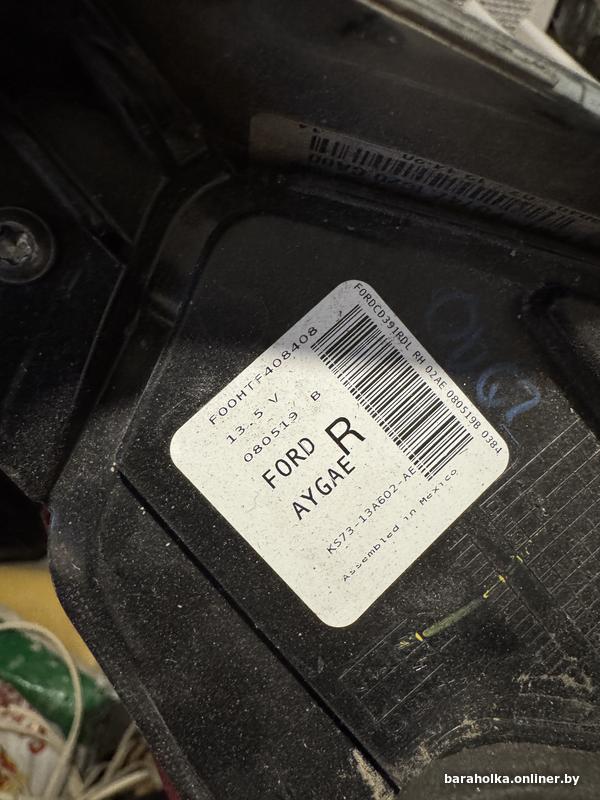 FORDCD391RDL RH 02AE 080519B 0384
F00HTF408408
13.5 V
080519 B
FORD R
AYGAE
KS73-13A602-AE
Assembled in Mexico
baraholka.onliner.by